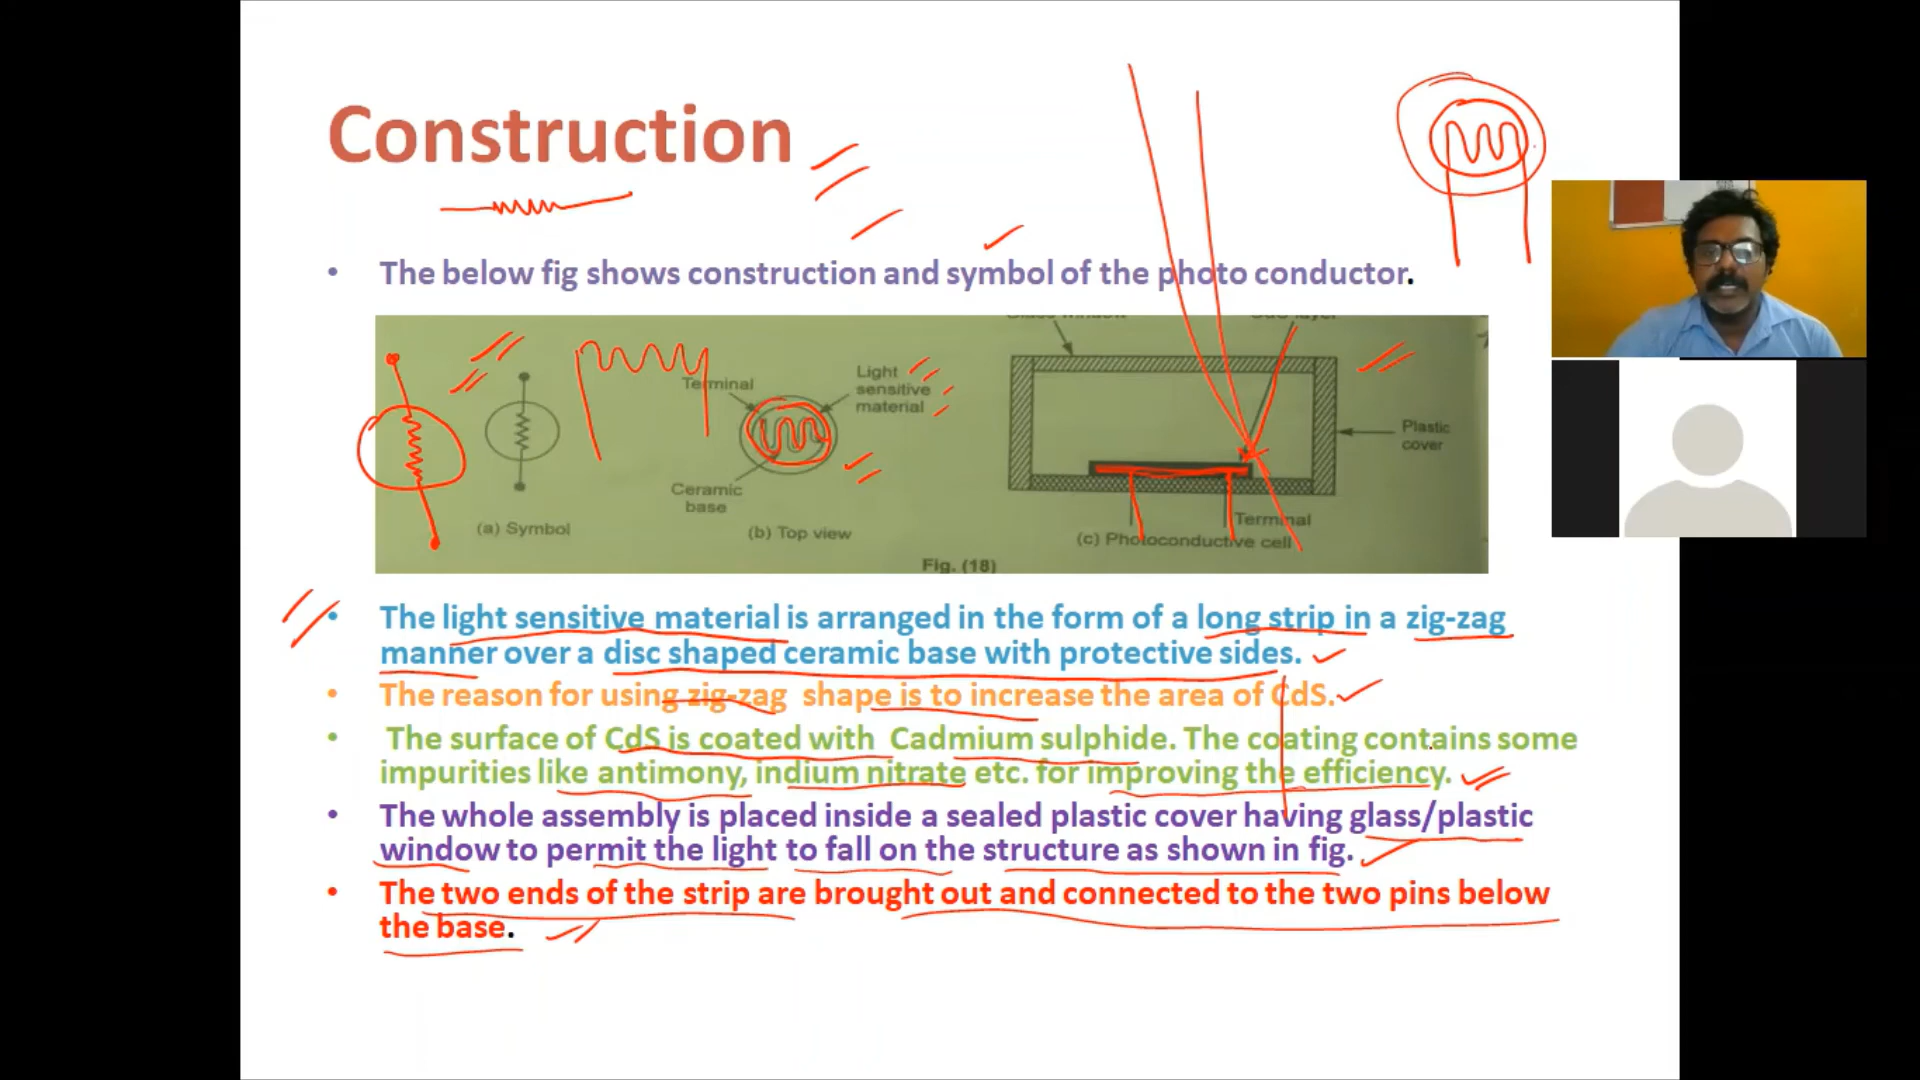 Construction
• The below fig shows construction and symbol of the photo conductor.
Terminal
Light
sensitive
material
Plastic
cover
Ceramic
base
Terminal
(a) Symbol
(b) Top view
(c) Photoconductive cell
Fig. (18)
• The light sensitive material is arranged in the form of a long strip in a zig-zag
manner over a disc shaped ceramic base with protective sides.
• The reason for using zig-zag shape is to increase the area of CdS.
• The surface of CdS is coated with Cadmium sulphide. The coating contains some
impurities like antimony, indium nitrate etc. for improving the efficiency.
• The whole assembly is placed inside a sealed plastic cover having glass/plastic
window to permit the light to fall on the structure as shown in fig.
• The two ends of the strip are brought out and connected to the two pins below
the base.